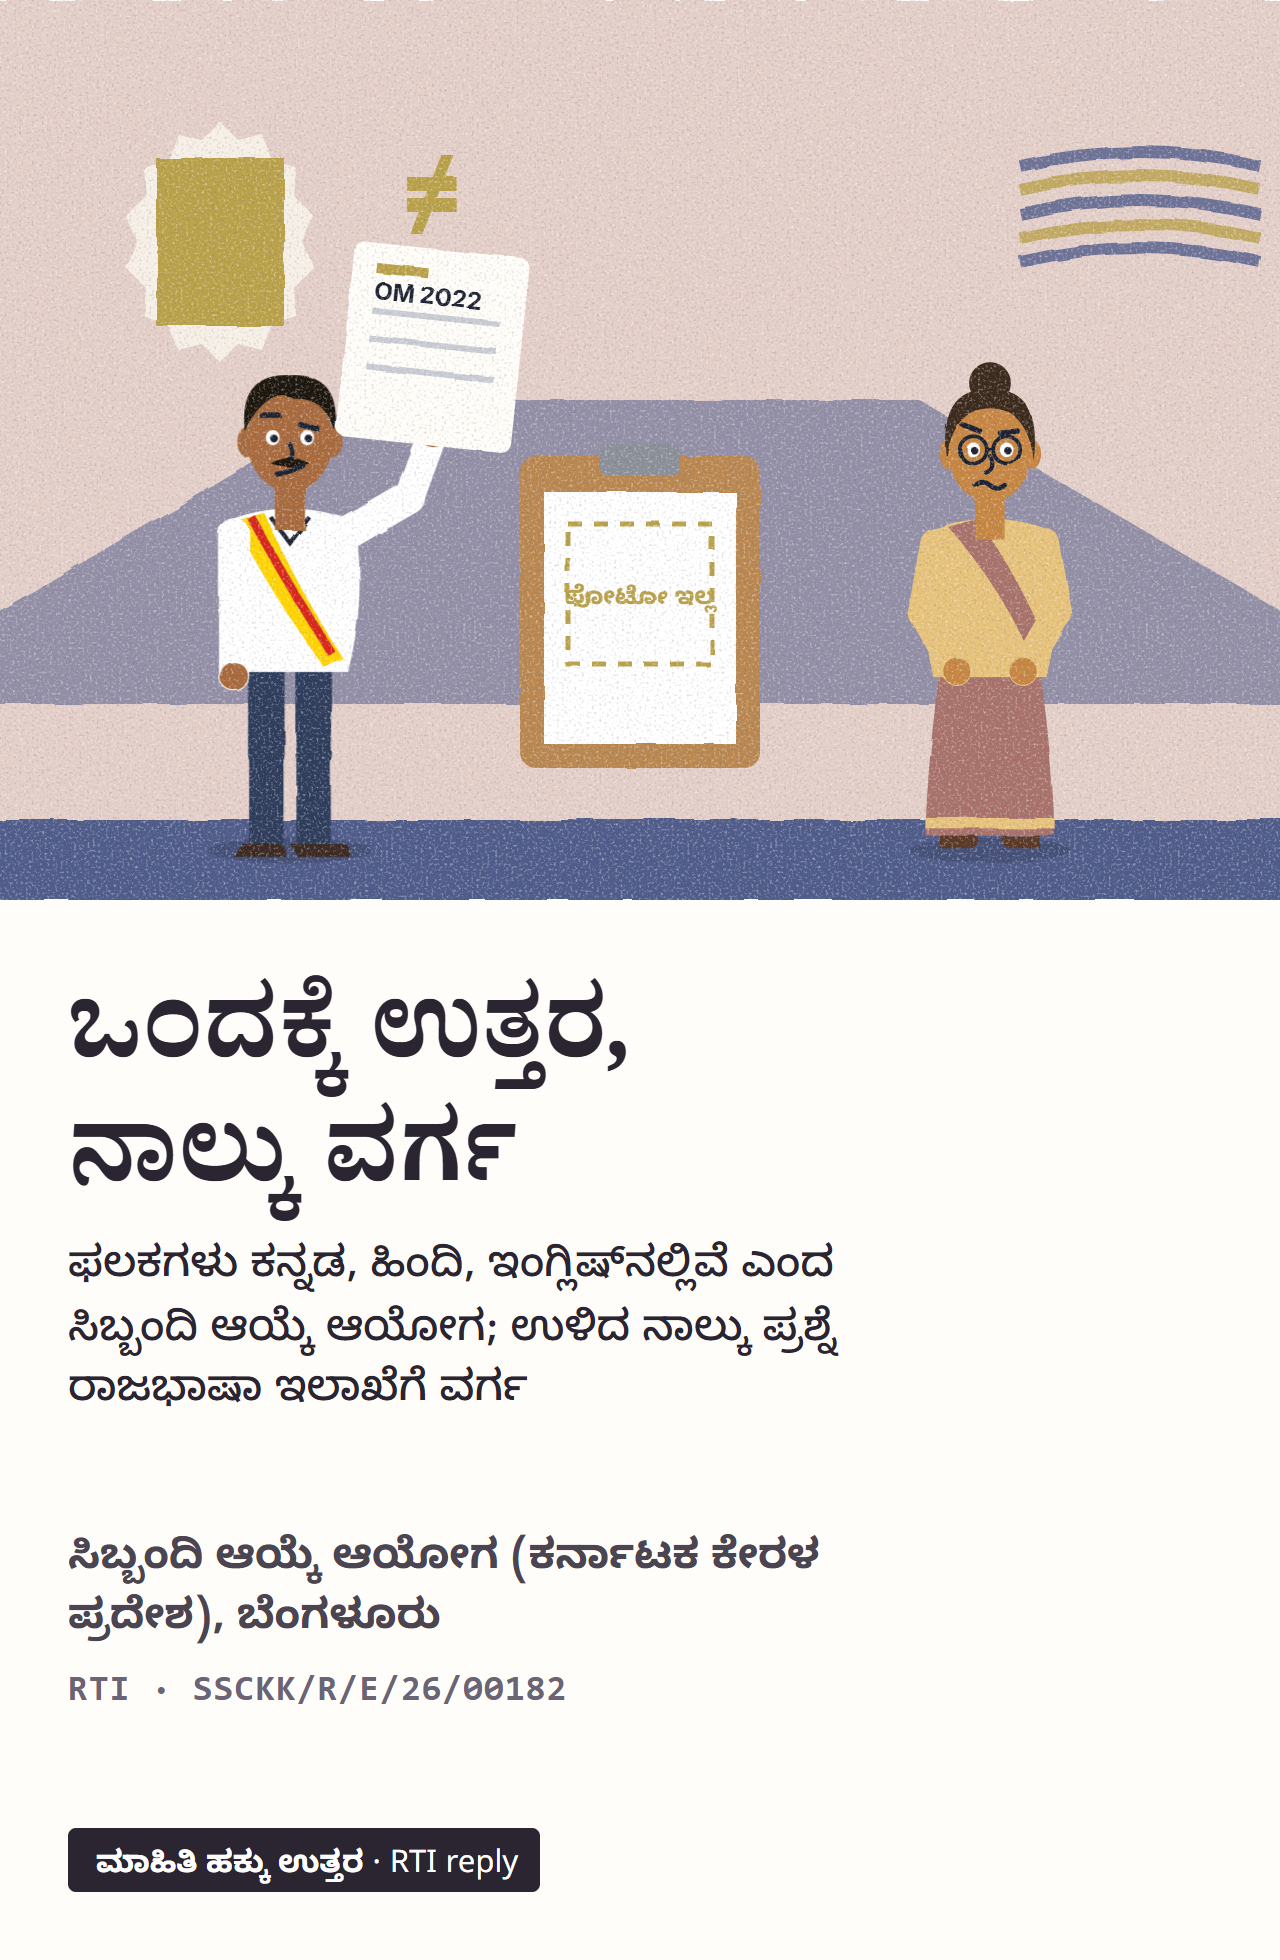 ≠
OM 2022
ಫೋಟೋ ಇಲ್ಲ
ಒಂದಕ್ಕೆ ಉತ್ತರ,
ನಾಲ್ಕು ವರ್ಗ
ಫಲಕಗಳು ಕನ್ನಡ, ಹಿಂದಿ, ಇಂಗ್ಲಿಷ್‌ನಲ್ಲಿವೆ ಎಂದ
ಸಿಬ್ಬಂದಿ ಆಯ್ಕೆ ಆಯೋಗ; ಉಳಿದ ನಾಲ್ಕು ಪ್ರಶ್ನೆ
ರಾಜಭಾಷಾ ಇಲಾಖೆಗೆ ವರ್ಗ
ಸಿಬ್ಬಂದಿ ಆಯ್ಕೆ ಆಯೋಗ (ಕರ್ನಾಟಕ ಕೇರಳ
ಪ್ರದೇಶ), ಬೆಂಗಳೂರು
RTI · SSCKK/R/E/26/00182
ಮಾಹಿತಿ ಹಕ್ಕು ಉತ್ತರ · RTI reply